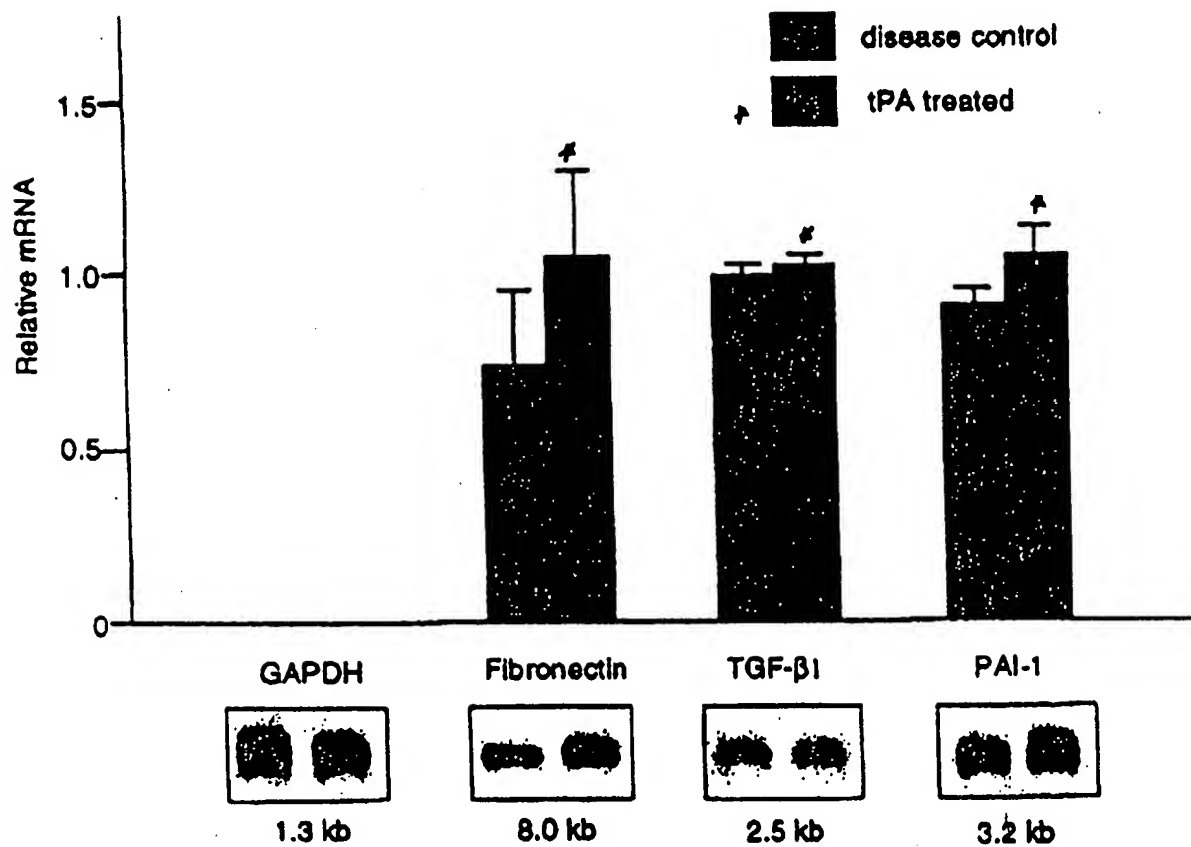 disease control
tPA treated
1.5
1.0
0.5
0
Relative mRNA
GAPDH
Fibronectin
TGF-β1
PAI-1
1.3 kb
8.0 kb
2.5 kb
3.2 kb